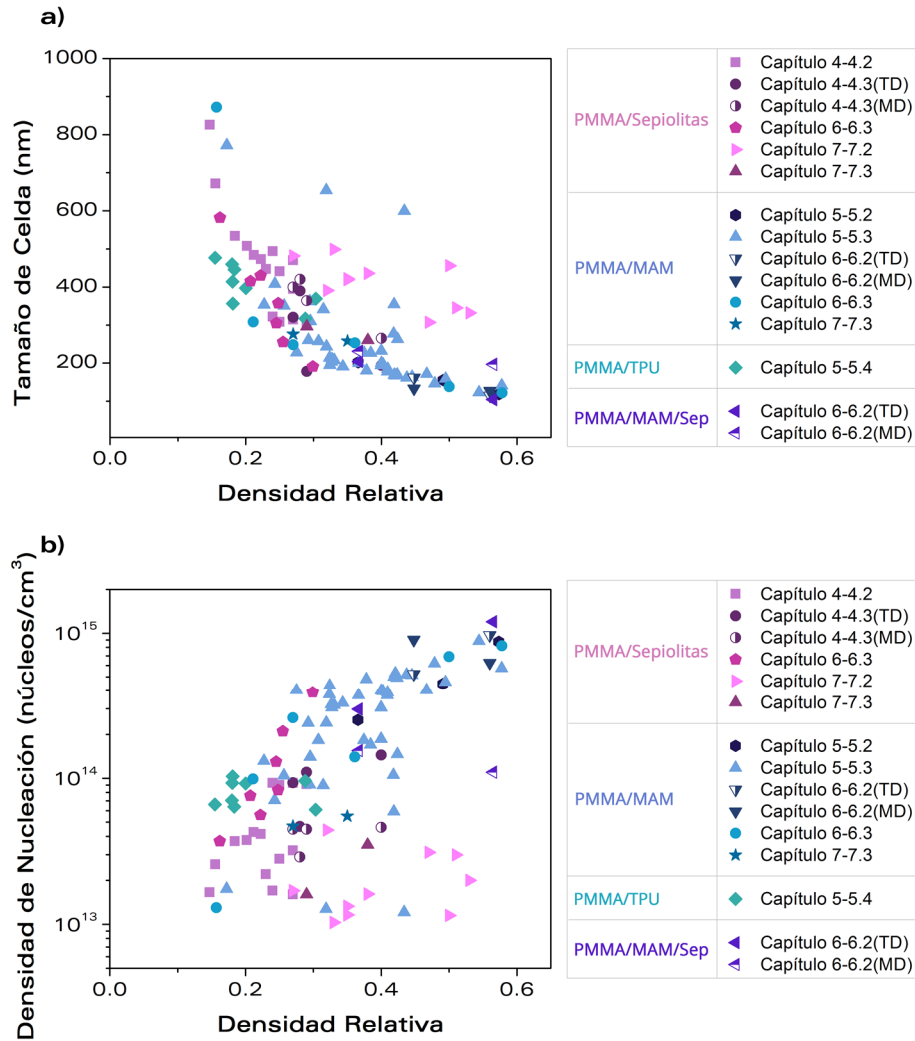 a)
Tamaño de Celda (nm)
1000
800
600
400
200
0.0 0.2 0.4 0.6
Densidad Relativa
PMMA/Sepiolitas
Capítulo 4-4.2
Capítulo 4-4.3(TD)
Capítulo 4-4.3(MD)
Capítulo 6-6.3
Capítulo 7-7.2
Capítulo 7-7.3
PMMA/MAM
Capítulo 5-5.2
Capítulo 5-5.3
Capítulo 6-6.2(TD)
Capítulo 6-6.2(MD)
Capítulo 6-6.3
Capítulo 7-7.3
PMMA/TPU
Capítulo 5-5.4
PMMA/MAM/Sep
Capítulo 6-6.2(TD)
Capítulo 6-6.2(MD)
b)
Densidad de Nucleación (núcleos/cm³)
10¹⁵
10¹⁴
10¹³
0.0 0.2 0.4 0.6
Densidad Relativa
PMMA/Sepiolitas
Capítulo 4-4.2
Capítulo 4-4.3(TD)
Capítulo 4-4.3(MD)
Capítulo 6-6.3
Capítulo 7-7.2
Capítulo 7-7.3
PMMA/MAM
Capítulo 5-5.2
Capítulo 5-5.3
Capítulo 6-6.2(TD)
Capítulo 6-6.2(MD)
Capítulo 6-6.3
Capítulo 7-7.3
PMMA/TPU
Capítulo 5-5.4
PMMA/MAM/Sep
Capítulo 6-6.2(TD)
Capítulo 6-6.2(MD)